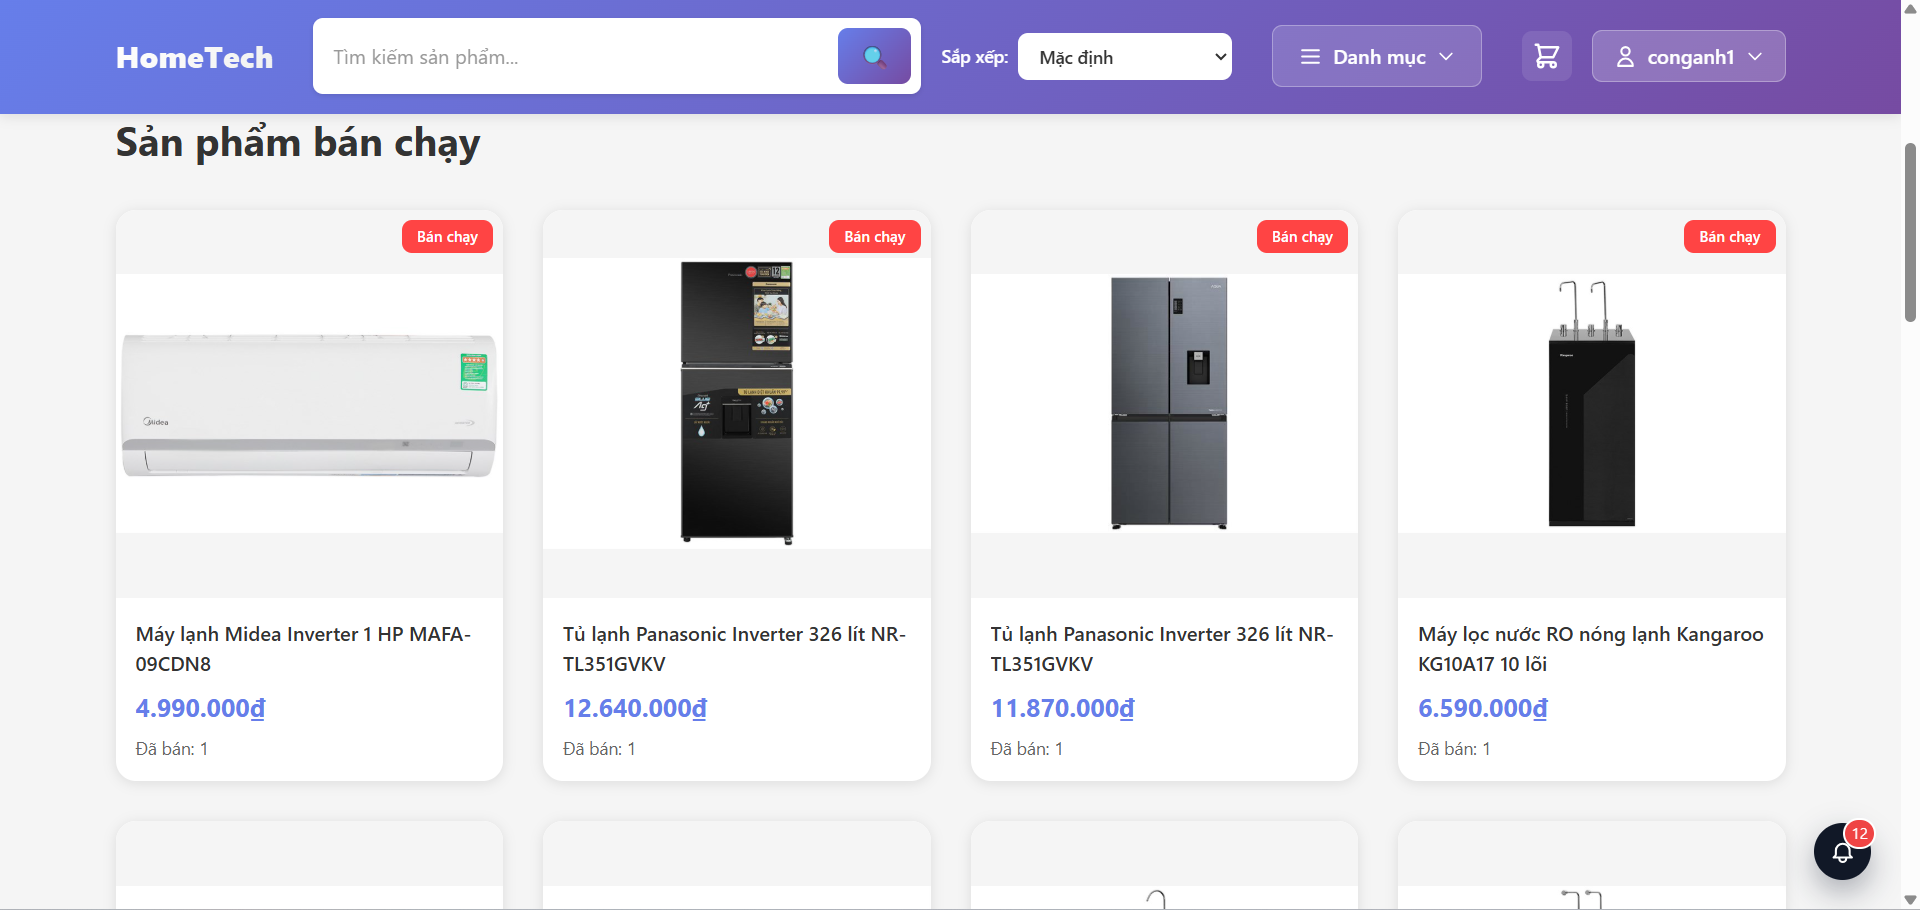 HomeTech
Tìm kiếm sản phẩm...
Sắp xếp:
Mặc định
Danh mục
conganh1
Sản phẩm bán chạy
Bán chạy
Bán chạy
Bán chạy
Bán chạy
Midea
Panasonic
Máy lạnh Midea Inverter 1 HP MAFA-
09CDN8
4.990.000₫
Đã bán: 1
Tủ lạnh Panasonic Inverter 326 lít NR-
TL351GVKV
12.640.000₫
Đã bán: 1
Tủ lạnh Panasonic Inverter 326 lít NR-
TL351GVKV
11.870.000₫
Đã bán: 1
Máy lọc nước RO nóng lạnh Kangaroo
KG10A17 10 lõi
6.590.000₫
Đã bán: 1
12